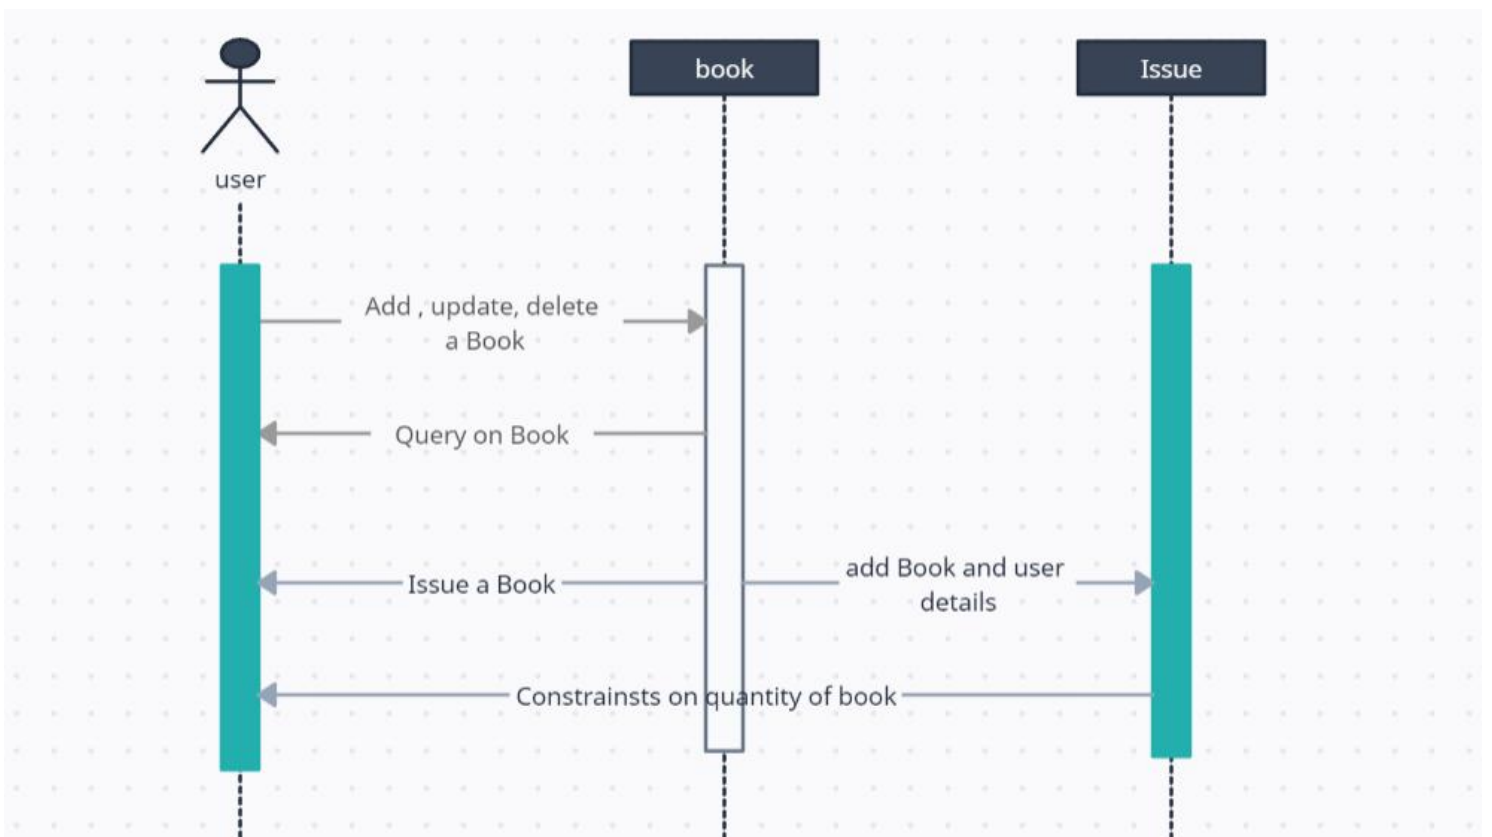 book
Issue
user
Add , update, delete
a Book
Query on Book
Issue a Book
add Book and user
details
Constrainsts on quantity of book